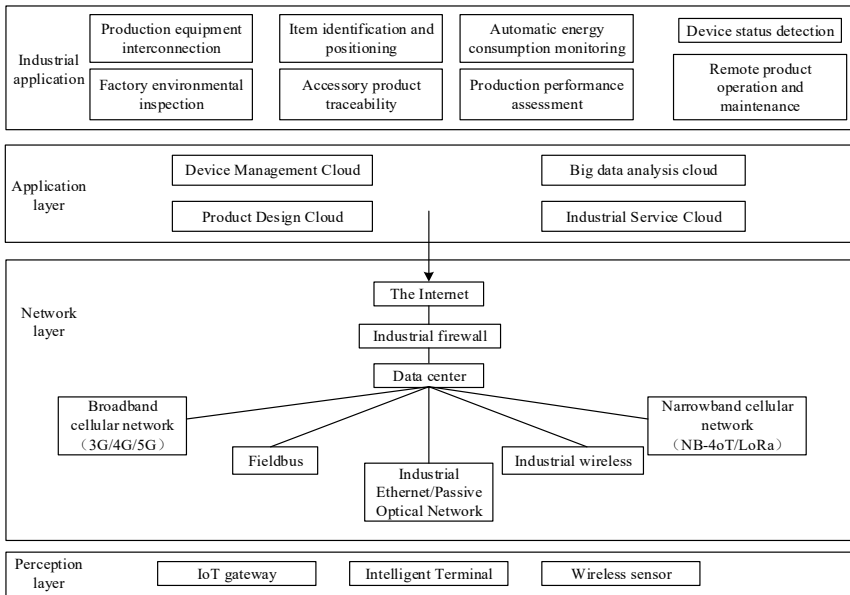 Industrial
application
Production equipment
interconnection
Item identification and
positioning
Automatic energy
consumption monitoring
Device status detection
Factory environmental
inspection
Accessory product
traceability
Production performance
assessment
Remote product
operation and
maintenance
Application
layer
Device Management Cloud
Big data analysis cloud
Product Design Cloud
Industrial Service Cloud
Network
layer
The Internet
Industrial firewall
Data center
Broadband
cellular network
（3G/4G/5G）
Fieldbus
Industrial
Ethernet/Passive
Optical Network
Industrial wireless
Narrowband cellular
network
（NB-4oT/LoRa）
Perception
layer
IoT gateway
Intelligent Terminal
Wireless sensor